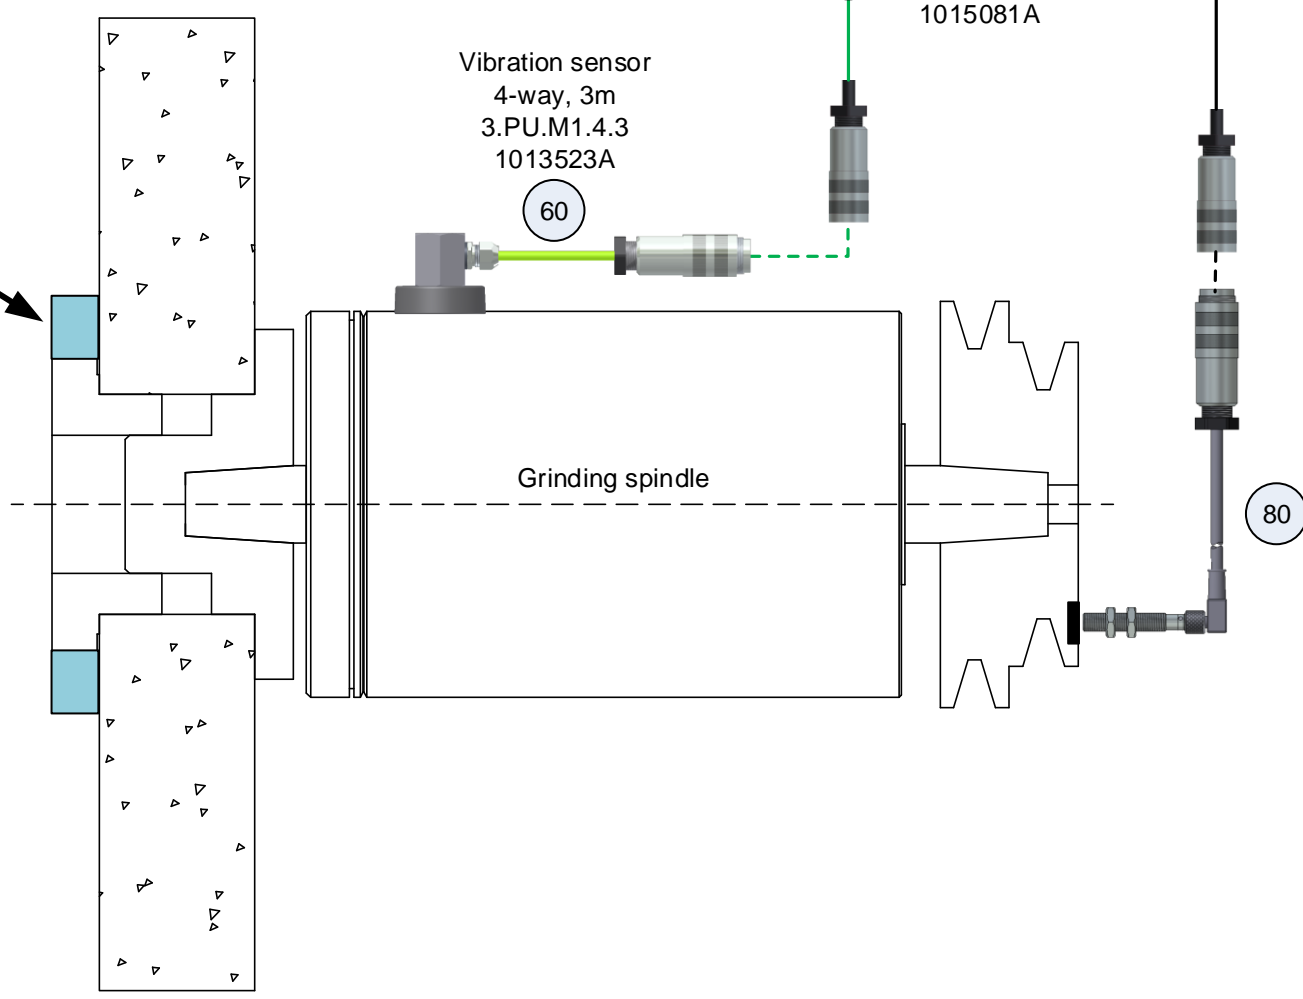 1015081A
Vibration sensor
4-way, 3m
3.PU.M1.4.3
1013523A
60
Grinding spindle
80